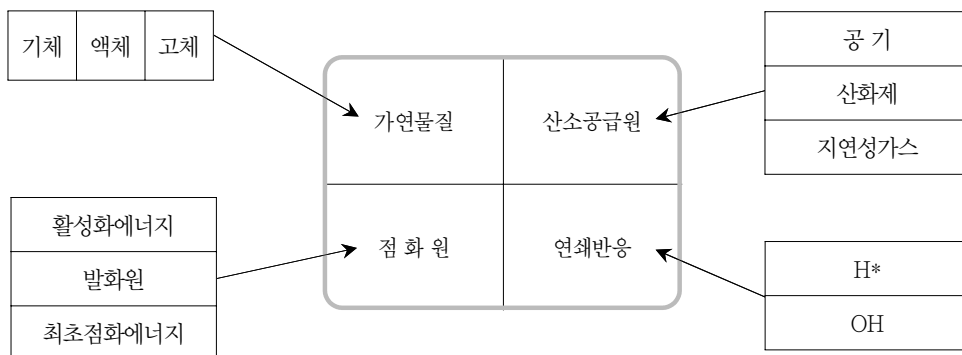 기체 액체 고체
공 기
산화제
지연성가스
가연물질 산소공급원
활성화에너지
발화원
최초점화에너지
점 화 원 연쇄반응
H*
OH